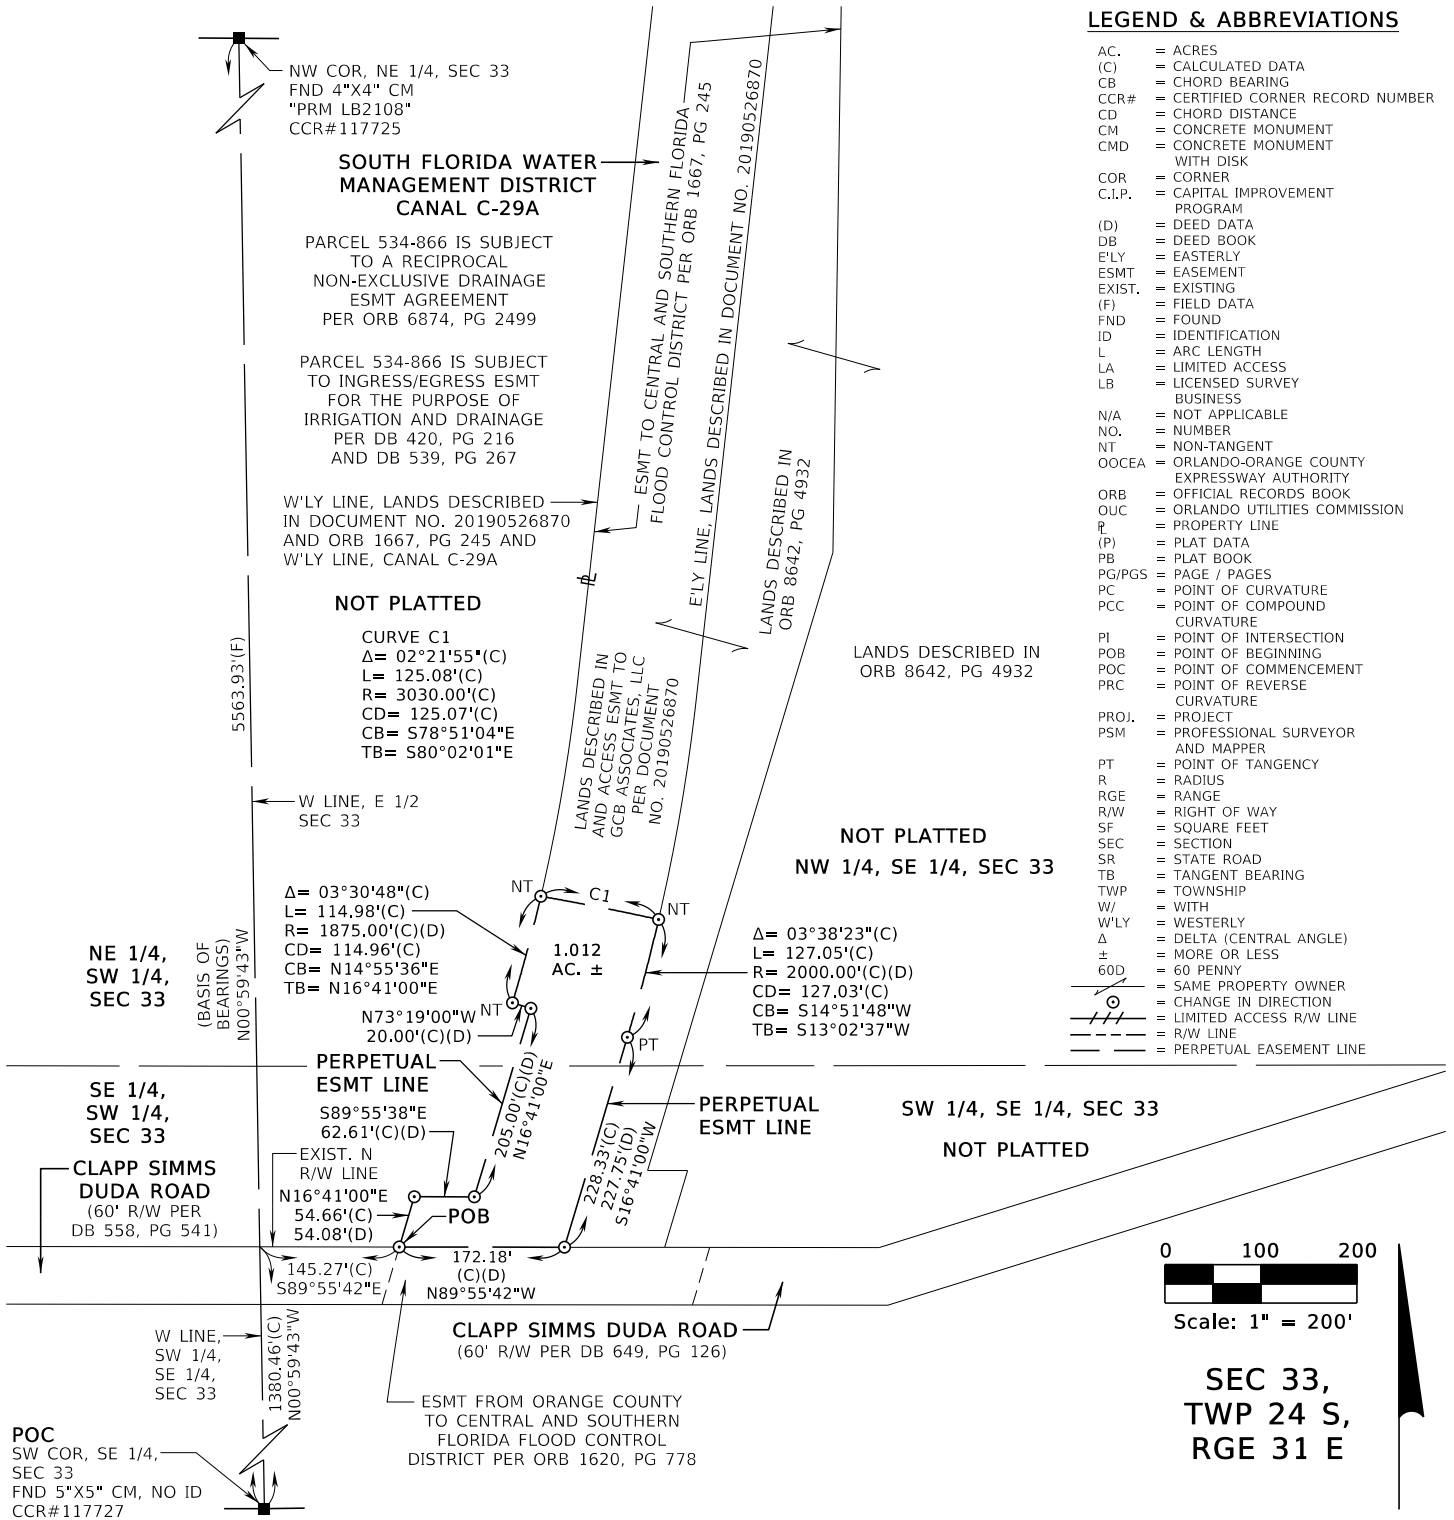 NW COR, NE 1/4, SEC 33
FND 4"X4" CM
"PRM LB2108"
CCR#117725
SOUTH FLORIDA WATER
MANAGEMENT DISTRICT
CANAL C-29A
PARCEL 534-866 IS SUBJECT
TO A RECIPROCAL
NON-EXCLUSIVE DRAINAGE
ESMT AGREEMENT
PER ORB 6874, PG 2499
PARCEL 534-866 IS SUBJECT
TO INGRESS/EGRESS ESMT
FOR THE PURPOSE OF
IRRIGATION AND DRAINAGE
PER DB 420, PG 216
AND DB 539, PG 267
W'LY LINE, LANDS DESCRIBED
IN DOCUMENT NO. 20190526870
AND ORB 1667, PG 245 AND
W'LY LINE, CANAL C-29A
NOT PLATTED
CURVE C1
Δ= 02°21'55"(C)
L= 125.08'(C)
R= 3030.00'(C)
CD= 125.07'(C)
CB= S78°51'04"E
TB= S80°02'01"E
5563.93'(F)
W LINE, E 1/2
SEC 33
ESMT TO CENTRAL AND SOUTHERN FLORIDA
FLOOD CONTROL DISTRICT PER ORB 1667, PG 245
E'LY LINE, LANDS DESCRIBED IN DOCUMENT NO. 20190526870
LANDS DESCRIBED IN
ORB 8642, PG 4932
LANDS DESCRIBED IN
ORB 8642, PG 4932
PL
LANDS DESCRIBED IN
AND ACCESS ESMT TO
GCB ASSOCIATES, LLC
PER DOCUMENT
NO. 20190526870
NOT PLATTED
NW 1/4, SE 1/4, SEC 33
Δ= 03°30'48"(C)
L= 114.98'(C)
R= 1875.00'(C)(D)
CD= 114.96'(C)
CB= N14°55'36"E
TB= N16°41'00"E
NT
C1
NT
1.012
AC. ±
Δ= 03°38'23"(C)
L= 127.05'(C)
R= 2000.00'(C)(D)
CD= 127.03'(C)
CB= S14°51'48"W
TB= S13°02'37"W
NE 1/4,
SW 1/4,
SEC 33
(BASIS OF
BEARINGS)
N00°59'43"W
NT
N73°19'00"W
20.00'(C)(D)
PT
PERPETUAL
ESMT LINE
205.00'(C)(D)
N16°41'00"E
SE 1/4,
SW 1/4,
SEC 33
S89°55'38"E
62.61'(C)(D)
PERPETUAL
ESMT LINE
SW 1/4, SE 1/4, SEC 33
NOT PLATTED
EXIST. N
R/W LINE
CLAPP SIMMS
DUDA ROAD
(60' R/W PER
DB 558, PG 541)
N16°41'00"E
54.66'(C)
54.08'(D)
POB
228.33'(C)
227.75'(D)
S16°41'00"W
145.27'(C)
S89°55'42"E
172.18'
(C)(D)
N89°55'42"W
W LINE,
SW 1/4,
SE 1/4,
SEC 33
1380.46'(C)
N00°59'43"W
CLAPP SIMMS DUDA ROAD
(60' R/W PER DB 649, PG 126)
ESMT FROM ORANGE COUNTY
TO CENTRAL AND SOUTHERN
FLORIDA FLOOD CONTROL
DISTRICT PER ORB 1620, PG 778
POC
SW COR, SE 1/4,
SEC 33
FND 5"X5" CM, NO ID
CCR#117727
LEGEND & ABBREVIATIONS
AC. = ACRES
(C) = CALCULATED DATA
CB = CHORD BEARING
CCR# = CERTIFIED CORNER RECORD NUMBER
CD = CHORD DISTANCE
CM = CONCRETE MONUMENT
CMD = CONCRETE MONUMENT
WITH DISK
COR = CORNER
C.I.P. = CAPITAL IMPROVEMENT
PROGRAM
(D) = DEED DATA
DB = DEED BOOK
E'LY = EASTERLY
ESMT = EASEMENT
EXIST. = EXISTING
(F) = FIELD DATA
FND = FOUND
ID = IDENTIFICATION
L = ARC LENGTH
LA = LIMITED ACCESS
LB = LICENSED SURVEY
BUSINESS
N/A = NOT APPLICABLE
NO. = NUMBER
NT = NON-TANGENT
OOCEA = ORLANDO-ORANGE COUNTY
EXPRESSWAY AUTHORITY
ORB = OFFICIAL RECORDS BOOK
OUC = ORLANDO UTILITIES COMMISSION
PL = PROPERTY LINE
(P) = PLAT DATA
PB = PLAT BOOK
PG/PGS = PAGE / PAGES
PC = POINT OF CURVATURE
PCC = POINT OF COMPOUND
CURVATURE
PI = POINT OF INTERSECTION
POB = POINT OF BEGINNING
POC = POINT OF COMMENCEMENT
PRC = POINT OF REVERSE
CURVATURE
PROJ. = PROJECT
PSM = PROFESSIONAL SURVEYOR
AND MAPPER
PT = POINT OF TANGENCY
R = RADIUS
RGE = RANGE
R/W = RIGHT OF WAY
SF = SQUARE FEET
SEC = SECTION
SR = STATE ROAD
TB = TANGENT BEARING
TWP = TOWNSHIP
W/ = WITH
W'LY = WESTERLY
Δ = DELTA (CENTRAL ANGLE)
± = MORE OR LESS
60D = 60 PENNY
= SAME PROPERTY OWNER
= CHANGE IN DIRECTION
= LIMITED ACCESS R/W LINE
= R/W LINE
= PERPETUAL EASEMENT LINE
0 100 200
Scale: 1" = 200'
SEC 33,
TWP 24 S,
RGE 31 E